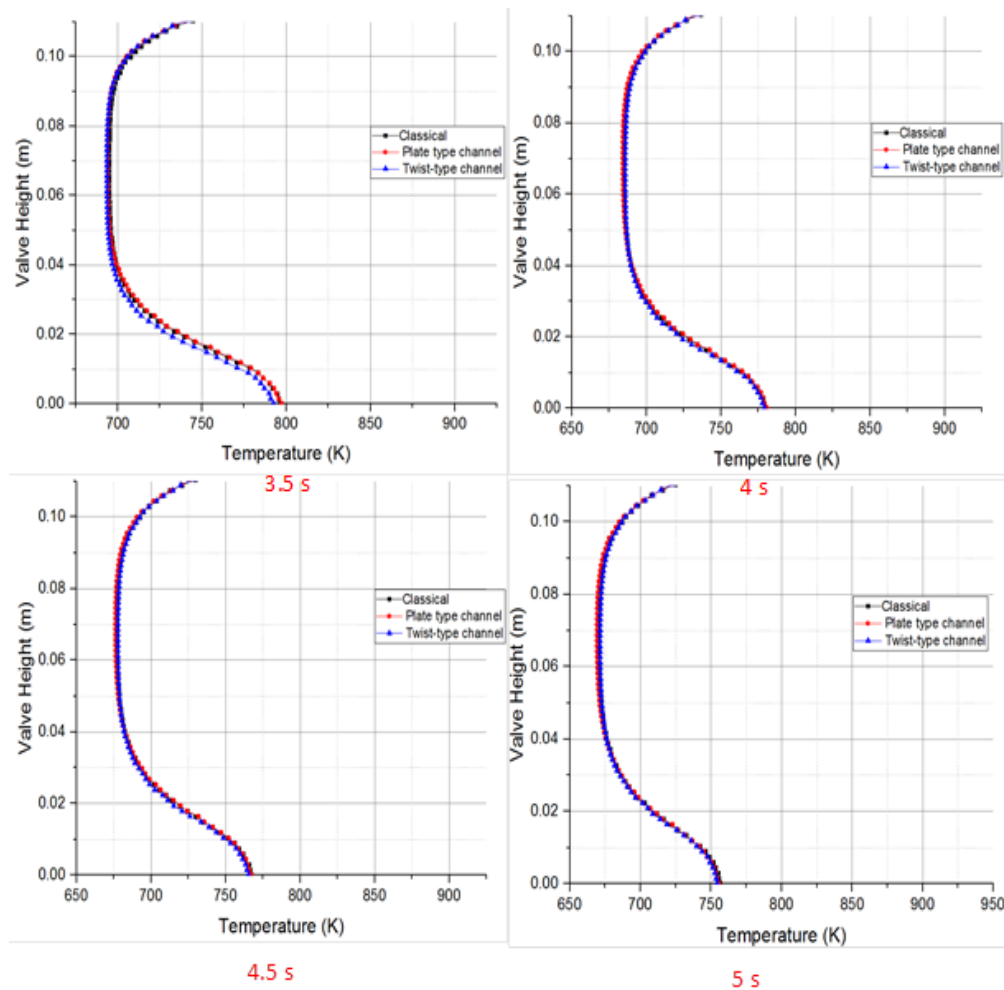 0.10
0.08
0.06
0.04
0.02
0.00
Valve Height (m)
Classical
Plate type channel
Twist-type channel
700 750 800 850 900
Temperature (K)
3.5 s
0.10
0.08
0.06
0.04
0.02
0.00
Valve Height (m)
Classical
Plate type channel
Twist-type channel
650 700 750 800 850 900
Temperature (K)
4 s
0.10
0.08
0.06
0.04
0.02
0.00
Valve Height (m)
Classical
Plate type channel
Twist-type channel
650 700 750 800 850 900
Temperature (K)
4.5 s
0.10
0.08
0.06
0.04
0.02
0.00
Valve Height (m)
Classical
Plate type channel
Twist-type channel
650 700 750 800 850 900 950
Temperature (K)
5 s